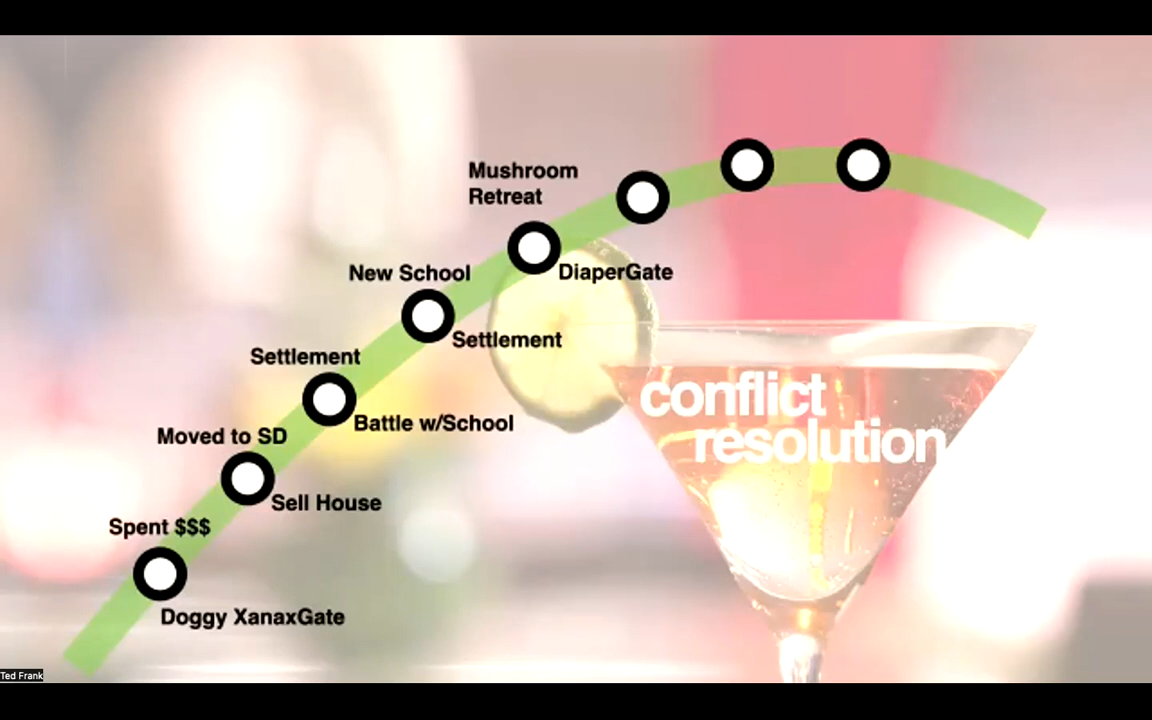 Mushroom
Retreat
New School
DiaperGate
Settlement
Settlement
conflict
resolution
Battle w/School
Moved to SD
Sell House
Spent $$$
Doggy XanaxGate
Ted Frank